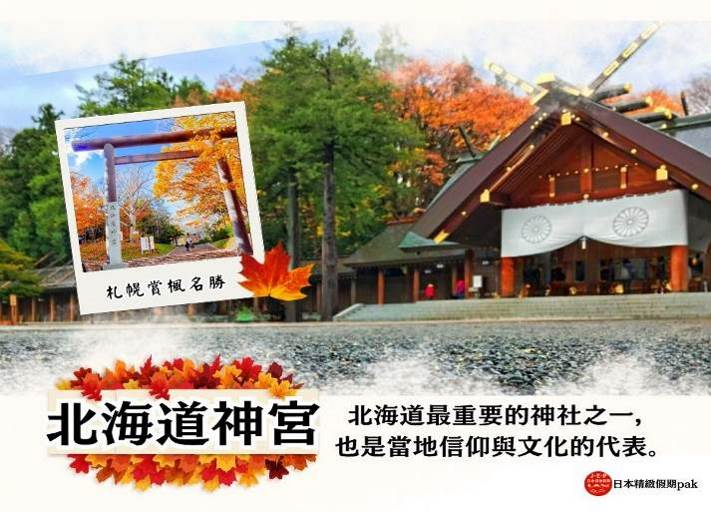 札幌賞楓名勝
北海道神宮
北海道最重要的神社之一，
也是當地信仰與文化的代表。
日本精緻假期pak